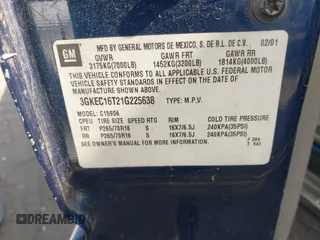 GM
MFD BY GENERAL MOTORS DE MEXICO, S. DE R.L. DE C.V. 02/01
GVWR GAWR FRT GAWR RR
3175KG(7000LB) 1452KG(3200LB) 1814KG(4000LB)
THIS VEHICLE CONFORMS TO ALL APPLICABLE U.S. FEDERAL MOTOR
VEHICLE SAFETY STANDARDS IN EFFECT ON THE DATE OF
MANUFACTURE SHOWN ABOVE.
3GKEC16T21G225638 TYPE: M.P.V.
MODEL: C15906
TIRE SIZE SPEED RTG RIM COLD TIRE PRESSURE
FRT P265/70R16 S 16X7/6.5J 240KPA(35PSI)
RR P265/70R16 S 16X7/6.5J 240KPA(35PSI)
DREAMBID